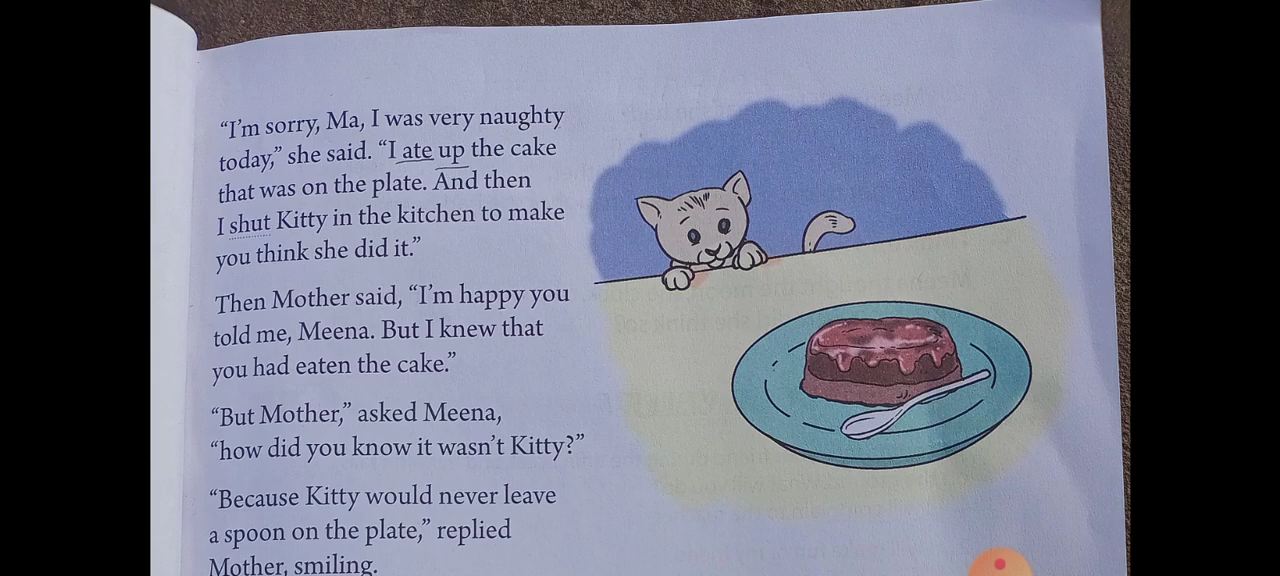 “I’m sorry, Ma, I was very naughty
today,” she said. “I ate up the cake
that was on the plate. And then
I shut Kitty in the kitchen to make
you think she did it.”
Then Mother said, “I’m happy you
told me, Meena. But I knew that
you had eaten the cake.”
“But Mother,” asked Meena,
“how did you know it wasn’t Kitty?”
“Because Kitty would never leave
a spoon on the plate,” replied
Mother, smiling.